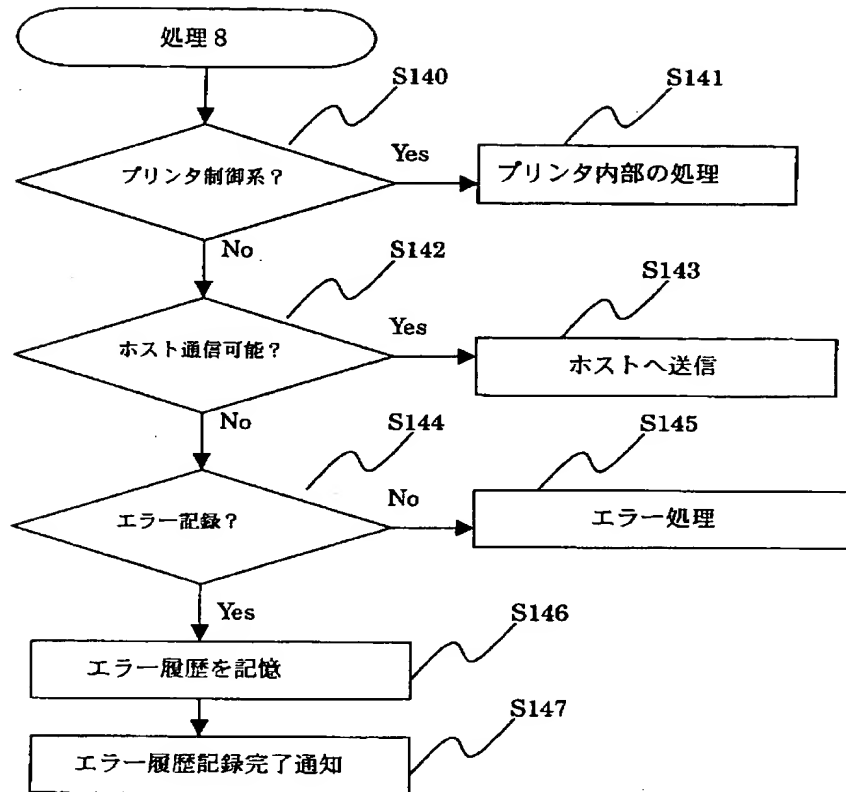 処理８
S140
S141
プリンタ制御系？
Yes
プリンタ内部の処理
No
S142
S143
ホスト通信可能？
Yes
ホストへ送信
No
S144
S145
エラー記録？
No
エラー処理
Yes
S146
エラー履歴を記憶
S147
エラー履歴記録完了通知